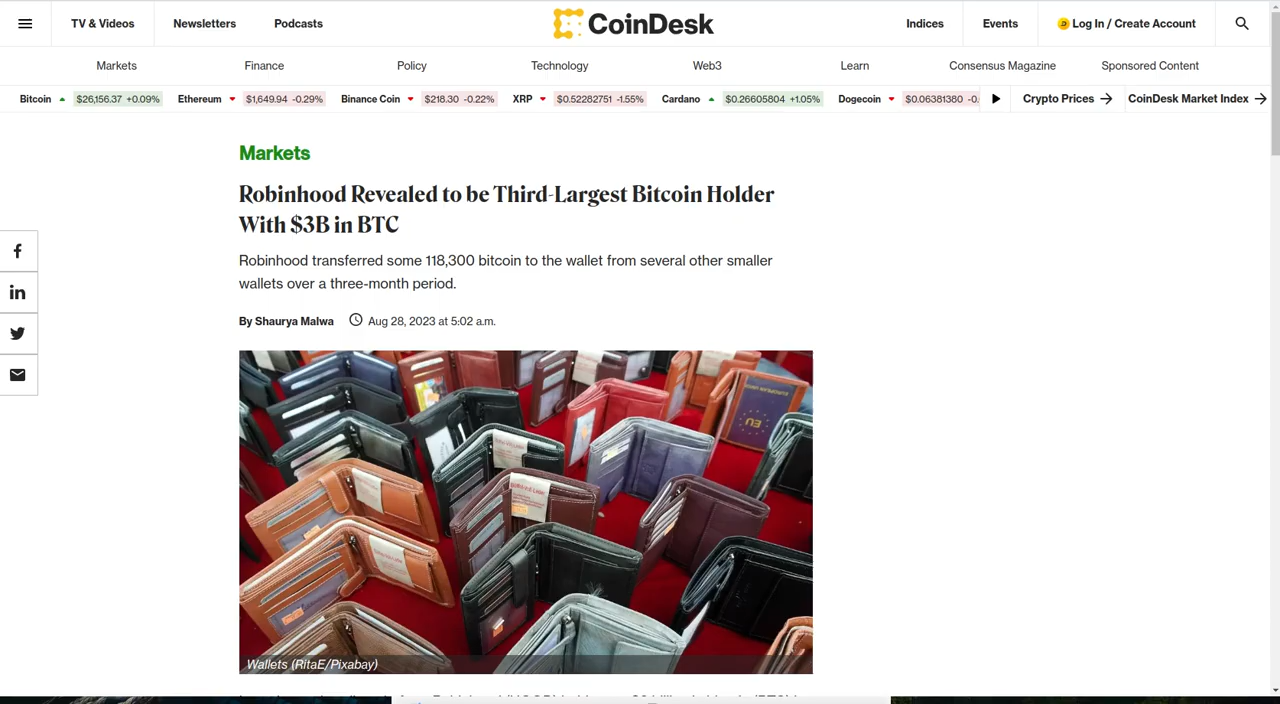 TV & Videos
Newsletters
Podcasts
CoinDesk
Indices
Events
Log In / Create Account
Markets
Finance
Policy
Technology
Web3
Learn
Consensus Magazine
Sponsored Content
Bitcoin $26,156.37 +0.09%
Ethereum $1,649.94 -0.29%
Binance Coin $218.30 -0.22%
XRP $0.52282751 -1.55%
Cardano $0.26605804 +1.05%
Dogecoin $0.06381380 -0.
Crypto Prices
CoinDesk Market Index
Markets
Robinhood Revealed to be Third-Largest Bitcoin Holder
With $3B in BTC
Robinhood transferred some 118,300 bitcoin to the wallet from several other smaller
wallets over a three-month period.
By Shaurya Malwa
Aug 28, 2023 at 5:02 a.m.
Wallets (RitaE/Pixabay)